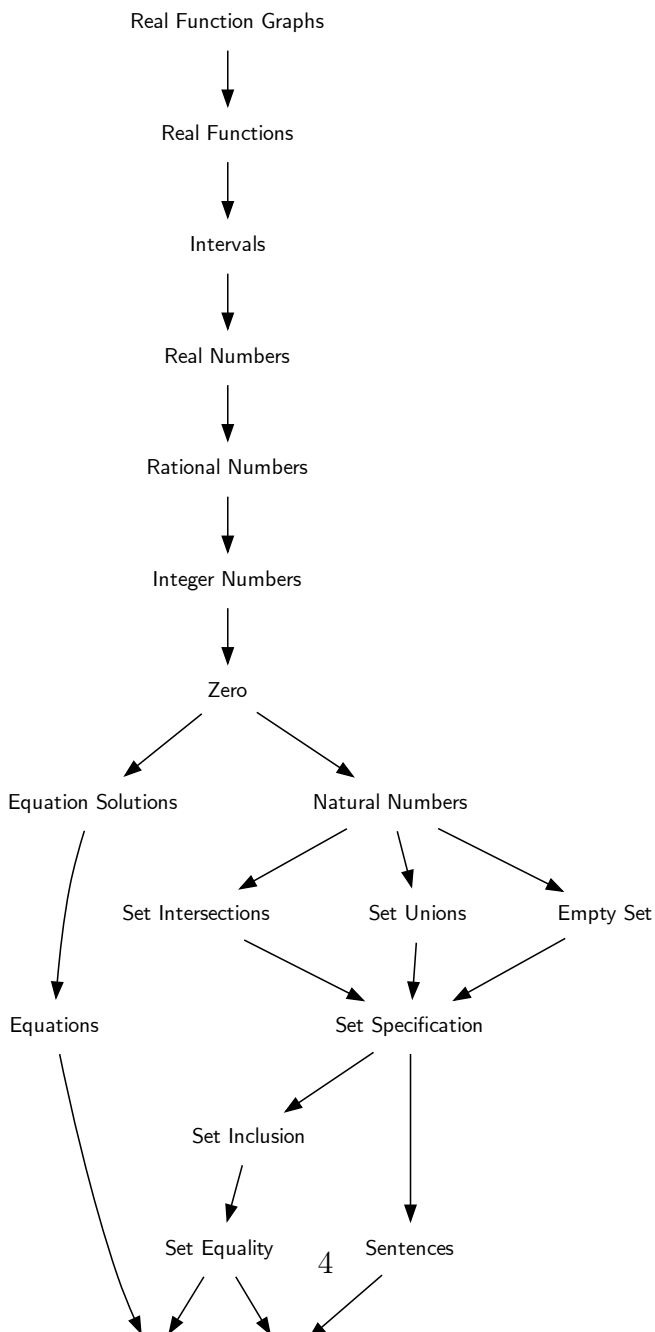 Real Function Graphs
Real Functions
Intervals
Real Numbers
Rational Numbers
Integer Numbers
Zero
Equation Solutions
Natural Numbers
Set Intersections
Set Unions
Empty Set
Equations
Set Specification
Set Inclusion
Set Equality
Sentences
4